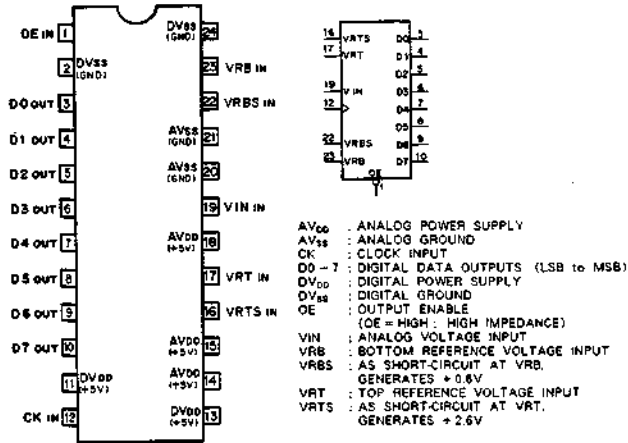 OE IN 1
2 DVSS (GND)
D0 OUT 3
D1 OUT 4
D2 OUT 5
D3 OUT 6
D4 OUT 7
D5 OUT 8
D6 OUT 9
D7 OUT 10
11 DVDD (+5V)
CK IN 12
DVSS (GND) 24
23 VRB IN
22 VRBS IN
AVSS (GND) 21
AVSS (GND) 20
19 VIN IN
AVDD (+5V) 18
17 VRT IN
16 VRTS IN
AVDD (+5V) 15
AVDD (+5V) 14
DVDD (+5V) 13
16 VRTS D0 3
17 VRT D1 4
D2 5
19 VIN D3 6
12 D4 7
D5 8
22 VRBS D6 9
23 VRB D7 10
OE
1
AVDD : ANALOG POWER SUPPLY
AVSS : ANALOG GROUND
CK : CLOCK INPUT
D0 - 7 : DIGITAL DATA OUTPUTS (LSB to MSB)
DVDD : DIGITAL POWER SUPPLY
DVSS : DIGITAL GROUND
OE : OUTPUT ENABLE
(OE = HIGH : HIGH IMPEDANCE)
VIN : ANALOG VOLTAGE INPUT
VRB : BOTTOM REFERENCE VOLTAGE INPUT
VRBS : AS SHORT-CIRCUIT AT VRB,
GENERATES + 0.6V
VRT : TOP REFERENCE VOLTAGE INPUT
VRTS : AS SHORT-CIRCUIT AT VRT,
GENERATES + 2.6V